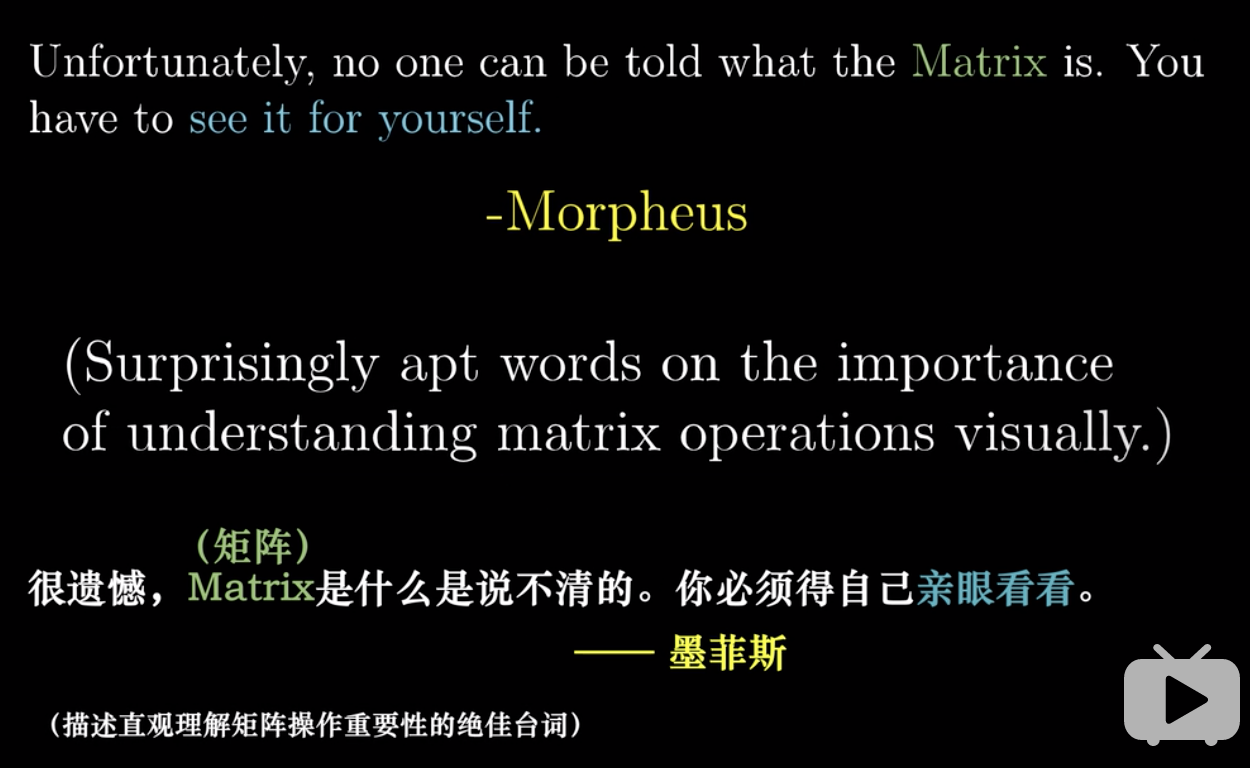 Unfortunately, no one can be told what the Matrix is. You
have to see it for yourself.
-Morpheus
(Surprisingly apt words on the importance
of understanding matrix operations visually.)
(矩阵)
很遗憾，Matrix是什么是说不清的。你必须得自己亲眼看看。
—— 墨菲斯
(描述直观理解矩阵操作重要性的绝佳台词)